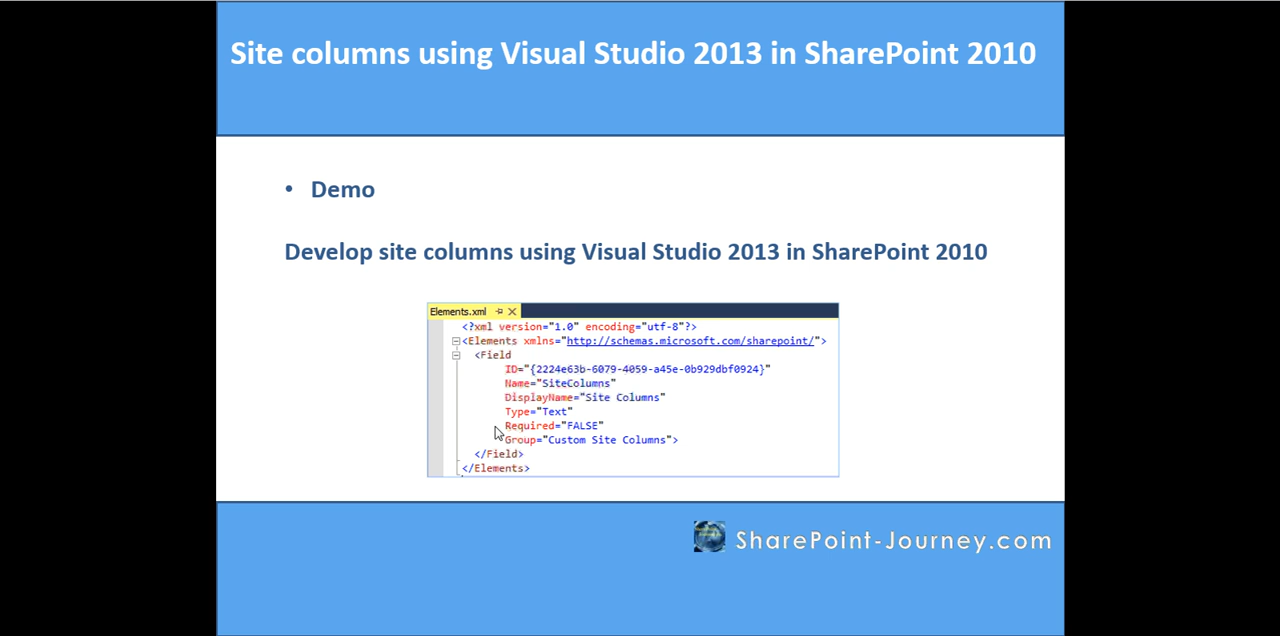 Site columns using Visual Studio 2013 in SharePoint 2010
• Demo
Develop site columns using Visual Studio 2013 in SharePoint 2010
Elements.xml
<?xml version="1.0" encoding="utf-8"?>
<Elements xmlns="http://schemas.microsoft.com/sharepoint/">
<Field
ID="{2224e63b-6079-4059-a45e-0b929dbf0924}"
Name="SiteColumns"
DisplayName="Site Columns"
Type="Text"
Required="FALSE"
Group="Custom Site Columns">
</Field>
</Elements>
SharePoint-Journey.com